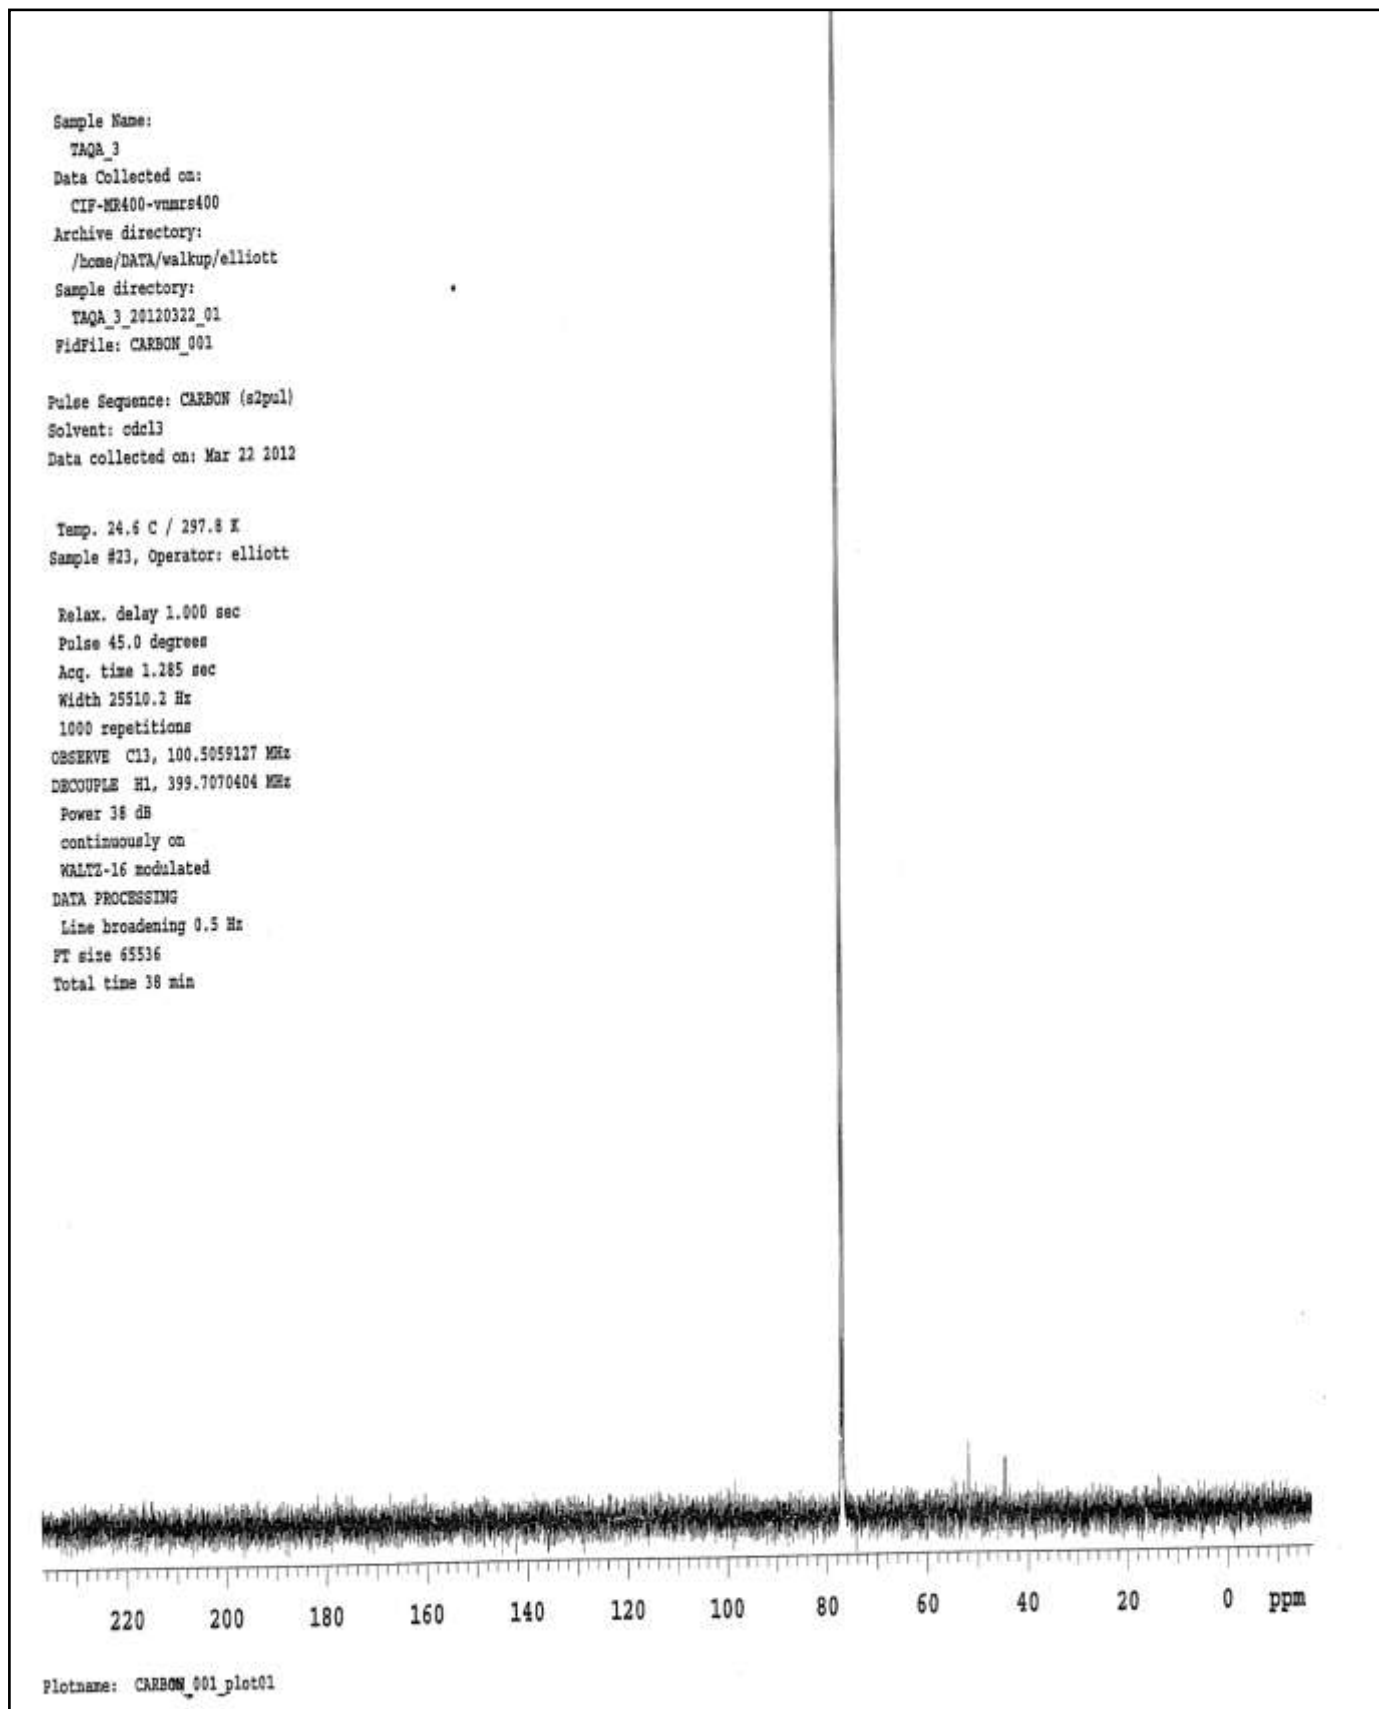 Sample Name:
TAQA_3
Data Collected on:
CIF-MR400-vnmrs400
Archive directory:
/home/DATA/walkup/elliott
Sample directory:
TAQA_3_20120322_01
FidFile: CARBON_001
Pulse Sequence: CARBON (s2pul)
Solvent: cdcl3
Data collected on: Mar 22 2012
Temp. 24.6 C / 297.8 K
Sample #23, Operator: elliott
Relax. delay 1.000 sec
Pulse 45.0 degrees
Acq. time 1.285 sec
Width 25510.2 Hz
1000 repetitions
OBSERVE C13, 100.5059127 MHz
DECOUPLE H1, 399.7070404 MHz
Power 38 dB
continuously on
WALTZ-16 modulated
DATA PROCESSING
Line broadening 0.5 Hz
FT size 65536
Total time 38 min
220 200 180 160 140 120 100 80 60 40 20 0 ppm
Plotname: CARBON_001_plot01